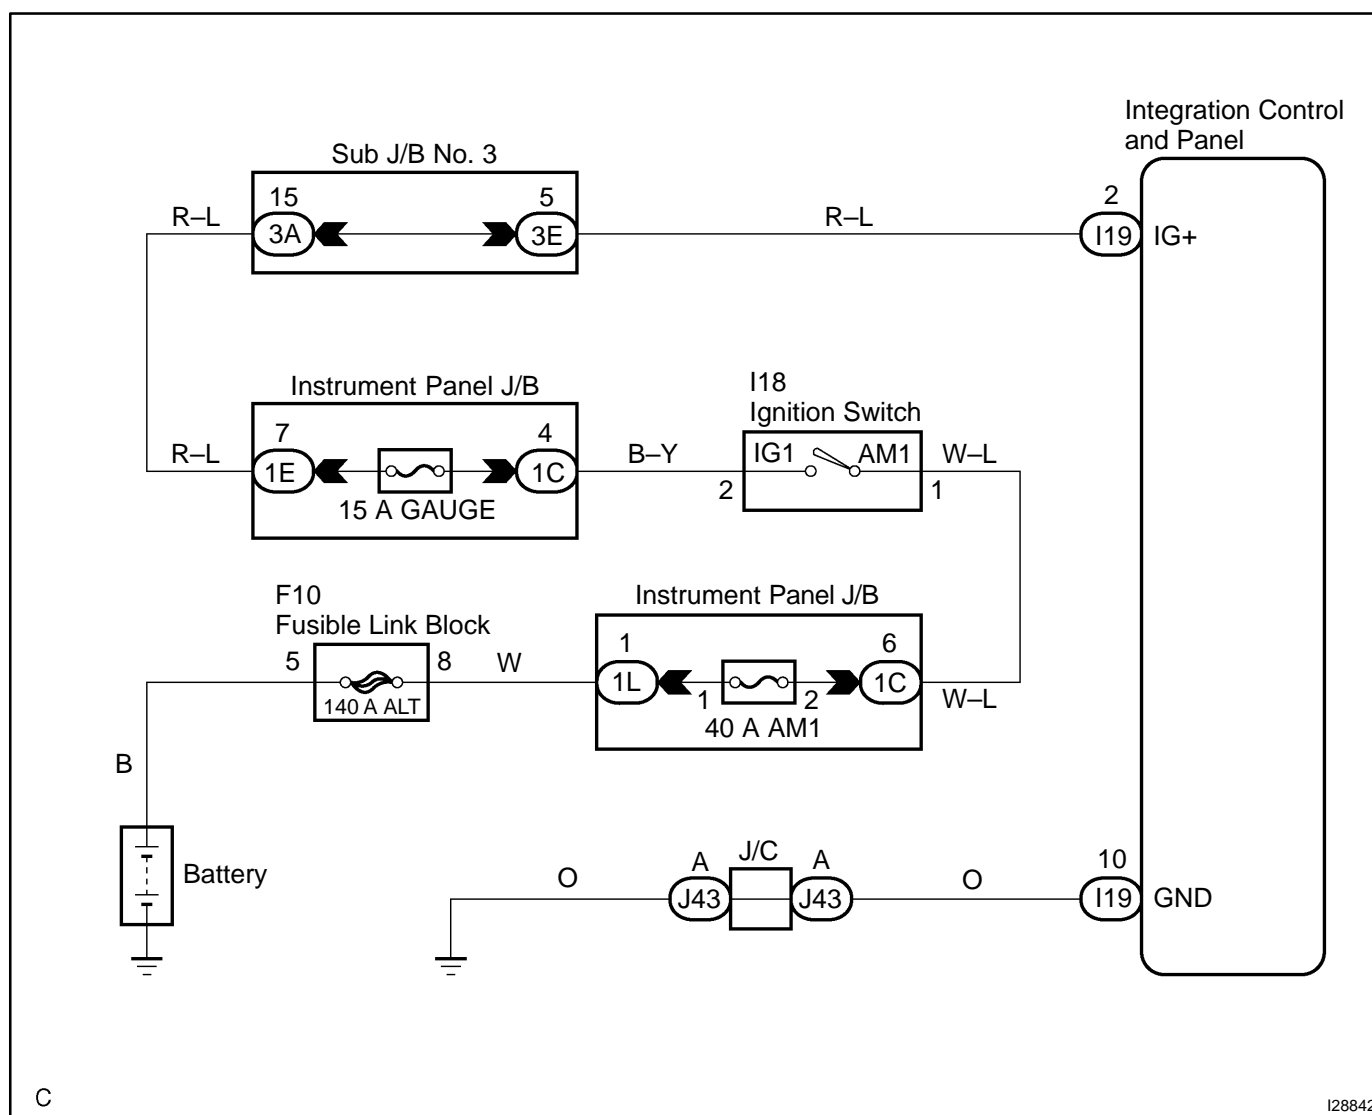 Integration Control
and Panel
Sub J/B No. 3
15 5 2
R–L 3A 3E R–L I19 IG+
Instrument Panel J/B
I18
Ignition Switch
7 4
R–L 1E 1C B–Y IG1 AM1 W–L
2 1
15 A GAUGE
F10
Fusible Link Block
Instrument Panel J/B
5 8 W 1 6
1L 1 2 1C W–L
140 A ALT
40 A AM1
B
Battery
J/C
A A 10
O J43 J43 O I19 GND
C
I28842